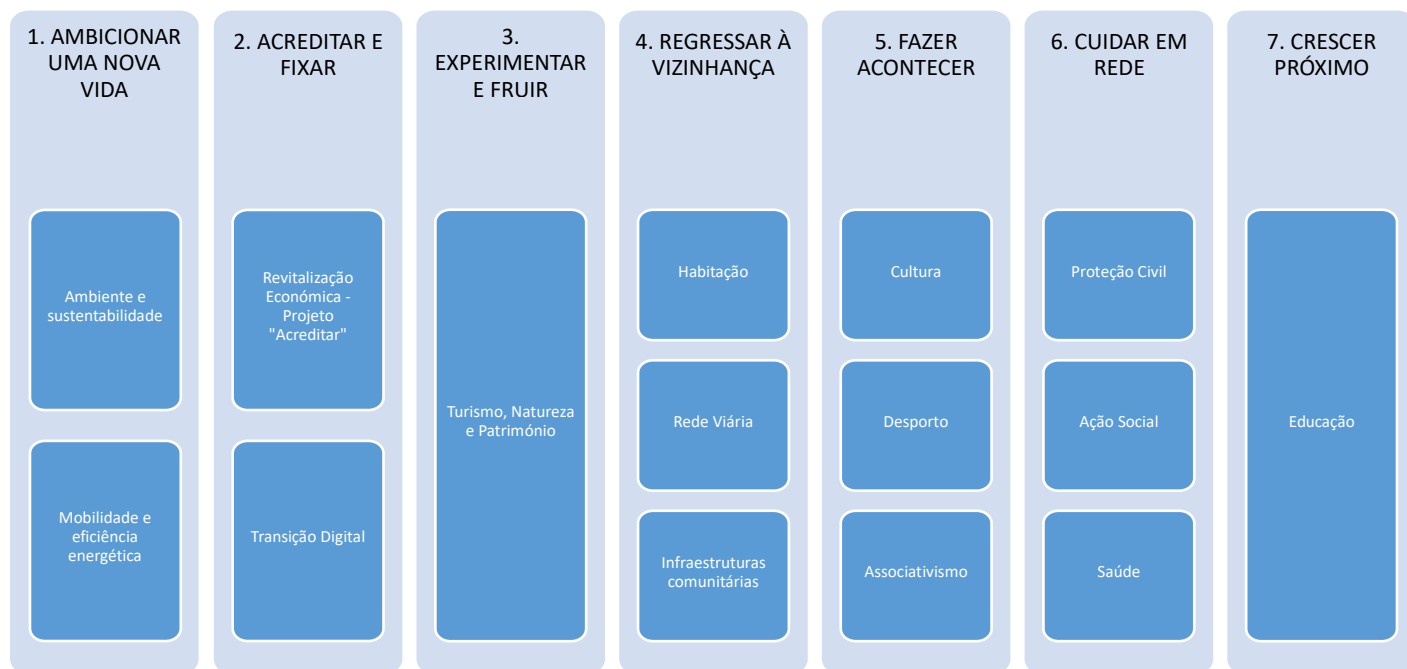 1. AMBICIONAR
UMA NOVA
VIDA
Ambiente e
sustentabilidade
Mobilidade e
eficiência
energética
2. ACREDITAR E
FIXAR
Revitalização
Económica -
Projeto
"Acreditar"
Transição Digital
3.
EXPERIMENTAR
E FRUIR
Turismo, Natureza
e Património
4. REGRESSAR À
VIZINHANÇA
Habitação
Rede Viária
Infraestruturas
comunitárias
5. FAZER
ACONTECER
Cultura
Desporto
Associativismo
6. CUIDAR EM
REDE
Proteção Civil
Ação Social
Saúde
7. CRESCER
PRÓXIMO
Educação